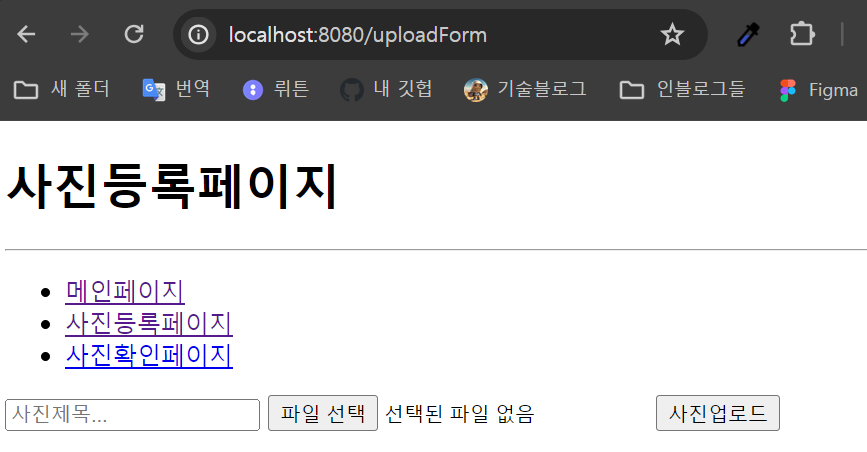 localhost:8080/uploadForm
새 폴더 번역 뤼튼 내 깃헙 기술블로그 인블로그들 Figma
사진등록페이지
메인페이지
사진등록페이지
사진확인페이지
사진제목... 파일 선택 선택된 파일 없음 사진업로드